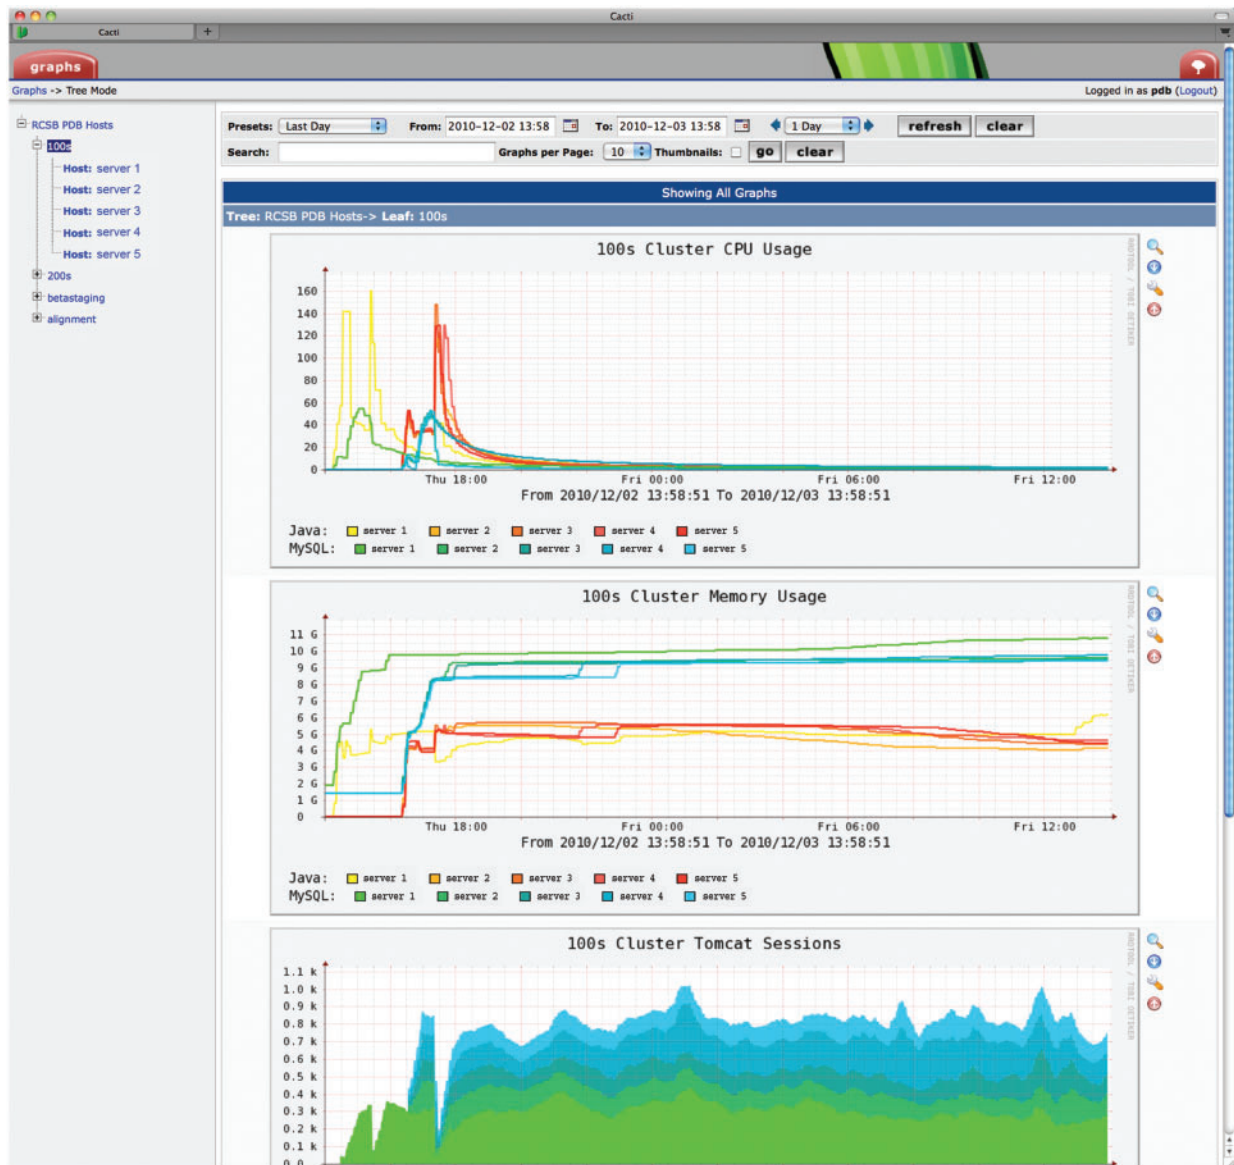 Cacti
Cacti
+
graphs
Graphs -> Tree Mode
Logged in as pdb (Logout)
RCSB PDB Hosts
100s
Host: server 1
Host: server 2
Host: server 3
Host: server 4
Host: server 5
200s
betastaging
alignment
Presets: Last Day From: 2010-12-02 13:58 To: 2010-12-03 13:58 1 Day refresh clear
Search: Graphs per Page: 10 Thumbnails: go clear
Showing All Graphs
Tree: RCSB PDB Hosts-> Leaf: 100s
100s Cluster CPU Usage
RRDTOOL / TOBI OETIKER
160
140
120
100
80
60
40
20
0
Thu 18:00 Fri 00:00 Fri 06:00 Fri 12:00
From 2010/12/02 13:58:51 To 2010/12/03 13:58:51
Java: server 1 server 2 server 3 server 4 server 5
MySQL: server 1 server 2 server 3 server 4 server 5
100s Cluster Memory Usage
RRDTOOL / TOBI OETIKER
11 G
10 G
9 G
8 G
7 G
6 G
5 G
4 G
3 G
2 G
1 G
0
Thu 18:00 Fri 00:00 Fri 06:00 Fri 12:00
From 2010/12/02 13:58:51 To 2010/12/03 13:58:51
Java: server 1 server 2 server 3 server 4 server 5
MySQL: server 1 server 2 server 3 server 4 server 5
100s Cluster Tomcat Sessions
RRDTOOL / TOBI OETIKER
1.1 k
1.0 k
0.9 k
0.8 k
0.7 k
0.6 k
0.5 k
0.4 k
0.3 k
0.2 k
0.1 k
0.0